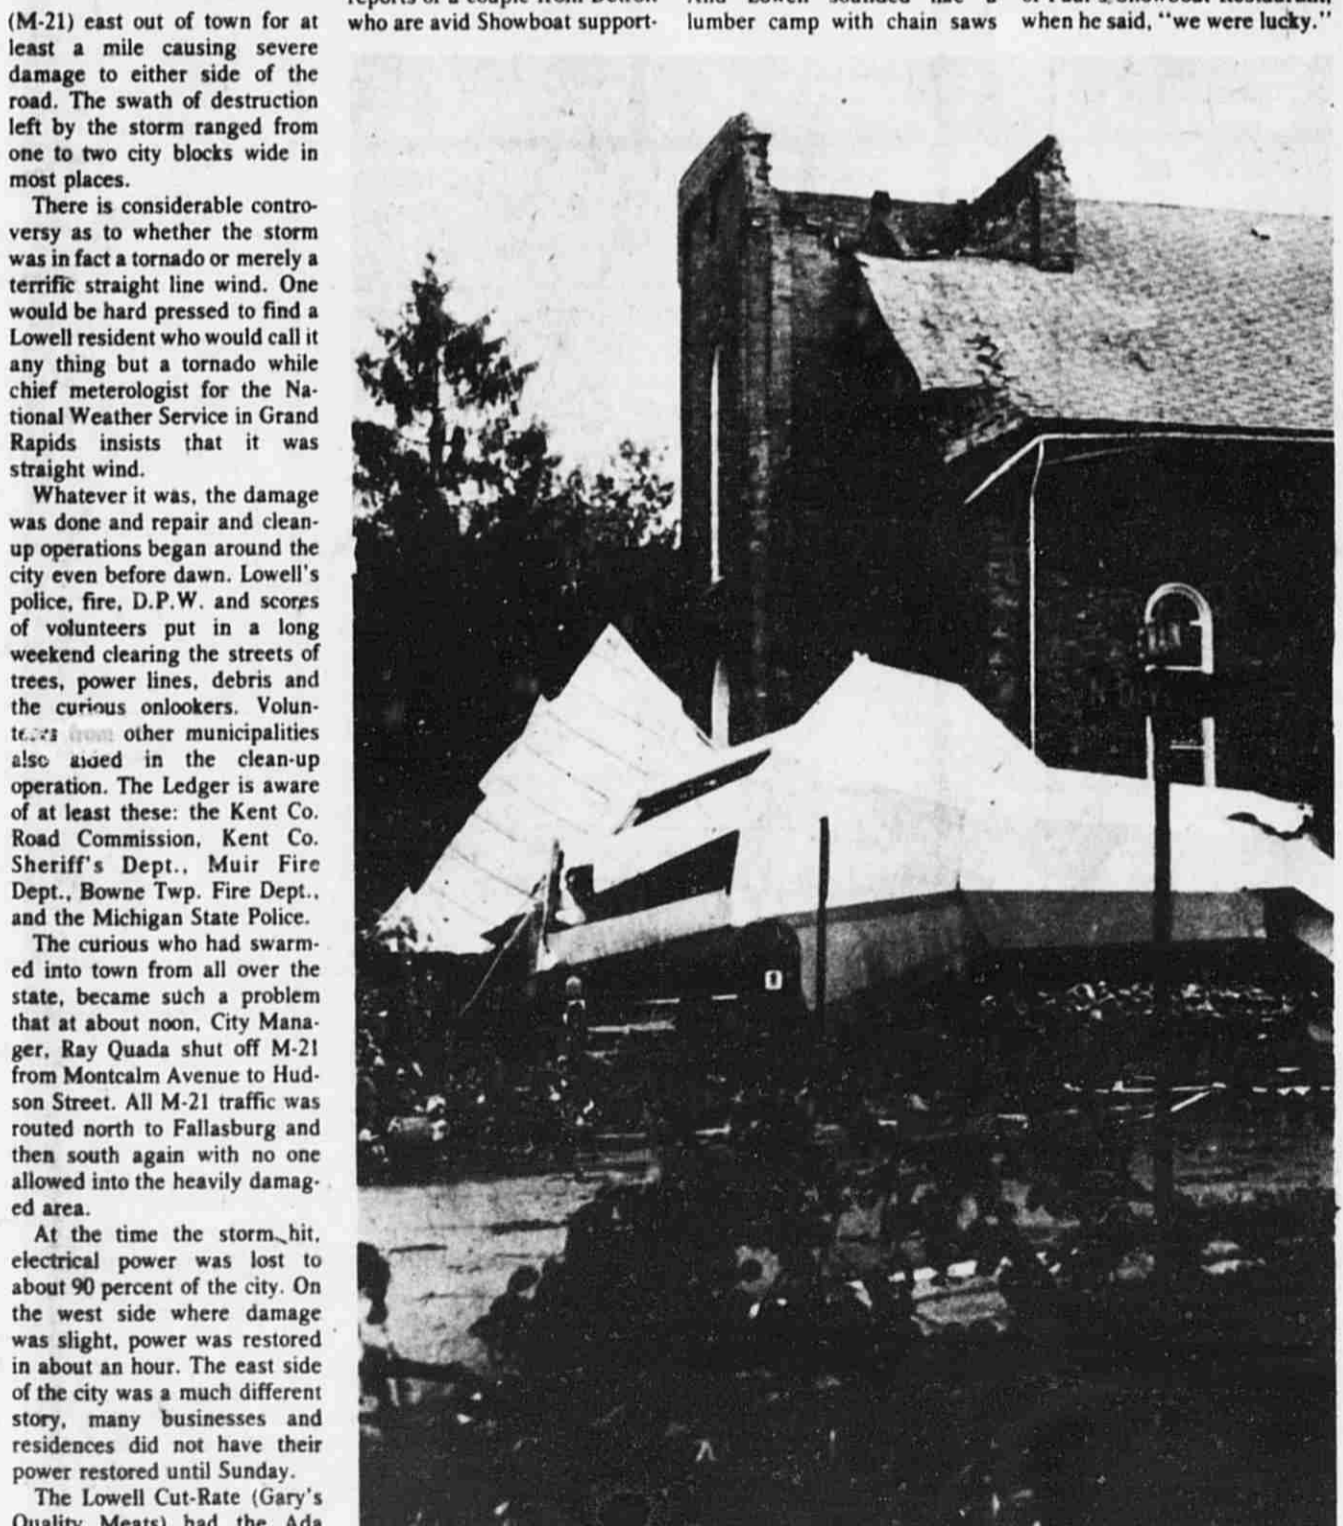 (M-21) east out of town for at
least a mile causing severe
damage to either side of the
road. The swath of destruction
left by the storm ranged from
one to two city blocks wide in
most places.
There is considerable contro-
versy as to whether the storm
was in fact a tornado or merely a
terrific straight line wind. One
would be hard pressed to find a
Lowell resident who would call it
any thing but a tornado while
chief meterologist for the Na-
tional Weather Service in Grand
Rapids insists that it was
straight wind.
Whatever it was, the damage
was done and repair and clean-
up operations began around the
city even before dawn. Lowell's
police, fire, D.P.W. and scores
of volunteers put in a long
weekend clearing the streets of
trees, power lines, debris and
the curious onlookers. Volun-
teers from other municipalities
also aided in the clean-up
operation. The Ledger is aware
of at least these: the Kent Co.
Road Commission, Kent Co.
Sheriff's Dept., Muir Fire
Dept., Bowne Twp. Fire Dept.,
and the Michigan State Police.
The curious who had swarm-
ed into town from all over the
state, became such a problem
that at about noon, City Mana-
ger, Ray Quada shut off M-21
from Montcalm Avenue to Hud-
son Street. All M-21 traffic was
routed north to Fallasburg and
then south again with no one
allowed into the heavily damag-
ed area.
At the time the storm hit,
electrical power was lost to
about 90 percent of the city. On
the west side where damage
was slight, power was restored
in about an hour. The east side
of the city was a much different
story, many businesses and
residences did not have their
power restored until Sunday.
The Lowell Cut-Rate (Gary's
Quality Meats) had the Ada
who are avid Showboat support-
lumber camp with chain saws
when he said, "we were lucky."